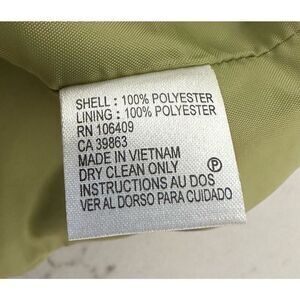 SHELL : 100% POLYESTER
LINING : 100% POLYESTER
RN 106409
CA 39863
MADE IN VIETNAM
DRY CLEAN ONLY Ⓟ
INSTRUCTIONS AU DOS
VER AL DORSO PARA CUIDADO